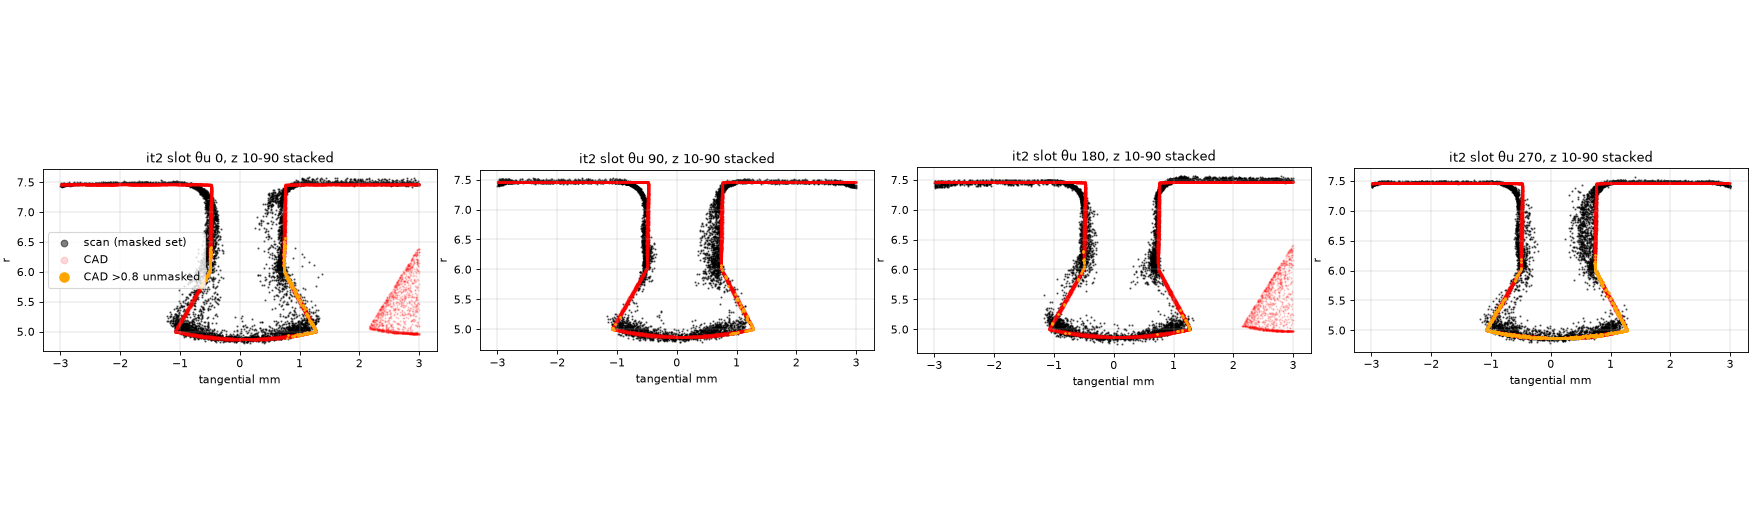 it2 slot θu 0, z 10-90 stacked
7.5
7.0
6.5
6.0
5.5
5.0
r
scan (masked set)
CAD
CAD >0.8 unmasked
−3 −2 −1 0 1 2 3
tangential mm
it2 slot θu 90, z 10-90 stacked
7.5
7.0
6.5
6.0
5.5
5.0
r
−3 −2 −1 0 1 2 3
tangential mm
it2 slot θu 180, z 10-90 stacked
7.5
7.0
6.5
6.0
5.5
5.0
r
−3 −2 −1 0 1 2 3
tangential mm
it2 slot θu 270, z 10-90 stacked
7.5
7.0
6.5
6.0
5.5
5.0
r
−3 −2 −1 0 1 2 3
tangential mm